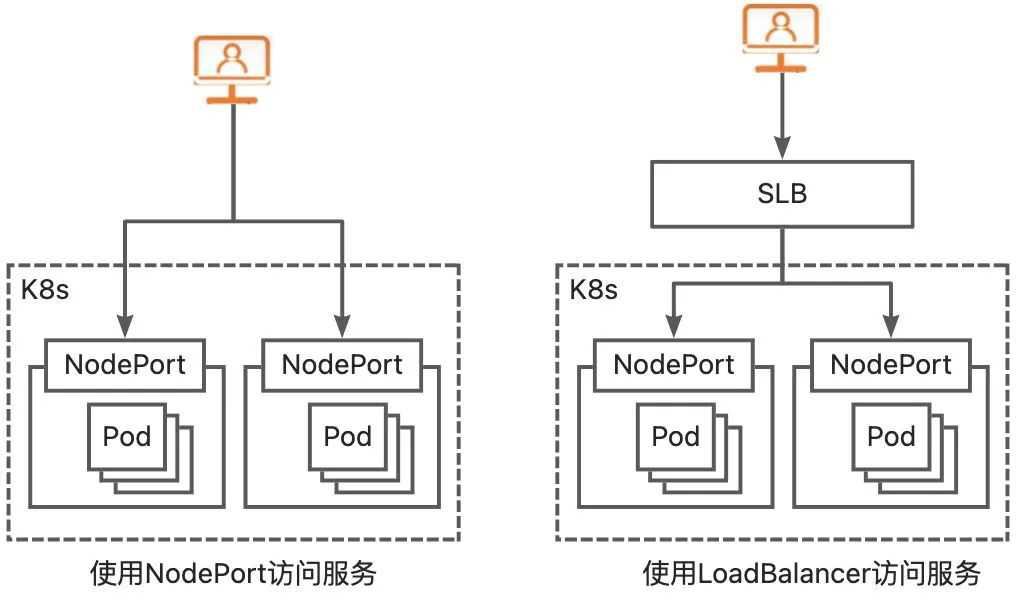 K8s
NodePort
NodePort
Pod
Pod
使用NodePort访问服务
SLB
K8s
NodePort
NodePort
Pod
Pod
使用LoadBalancer访问服务